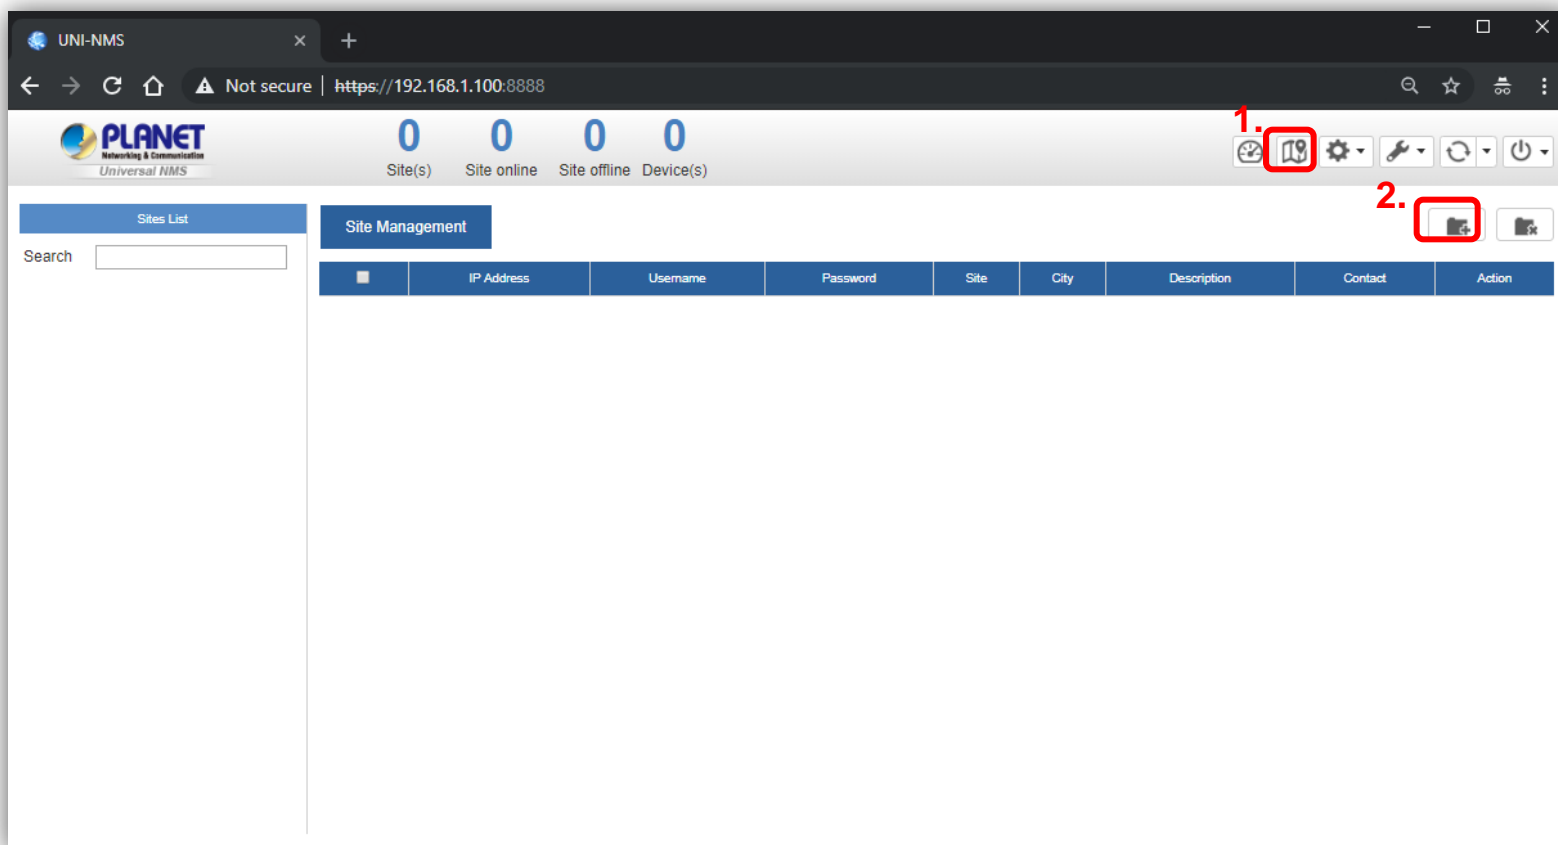 UNI-NMS
Not secure | https://192.168.1.100:8888
PLANET
Networking & Communication
Universal NMS
0 0 0 0
Site(s) Site online Site offline Device(s)
1.
2.
Sites List
Search
Site Management
IP Address Username Password Site City Description Contact Action